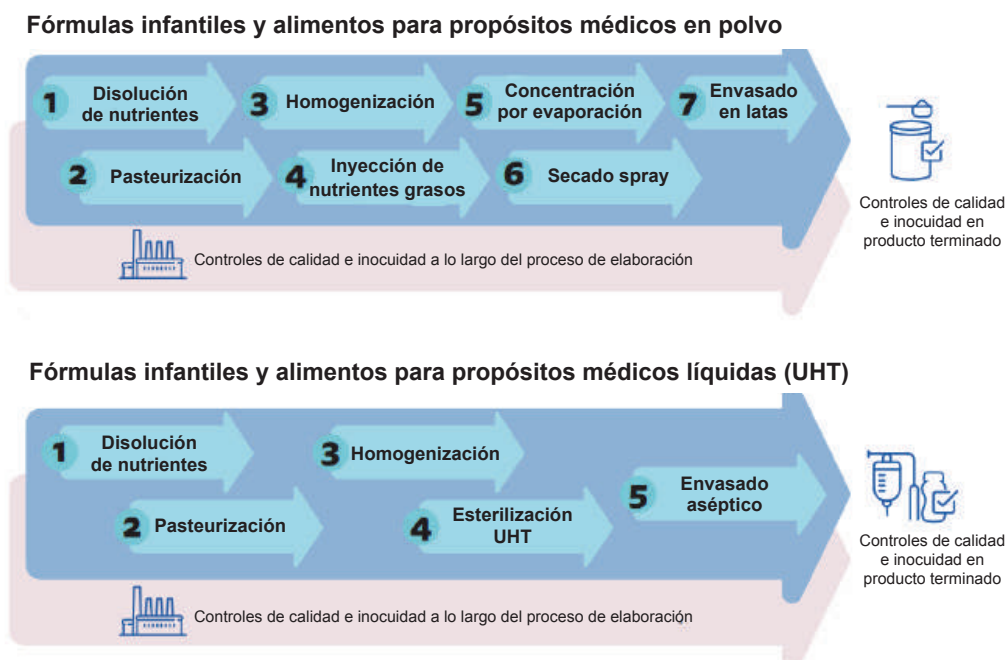 Fórmulas infantiles y alimentos para propósitos médicos en polvo
1 Disolución
de nutrientes
3 Homogenización
5 Concentración
por evaporación
7 Envasado
en latas
2 Pasteurización
4 Inyección de
nutrientes grasos
6 Secado spray
Controles de calidad
e inocuidad en
producto terminado
Controles de calidad e inocuidad a lo largo del proceso de elaboración
Fórmulas infantiles y alimentos para propósitos médicos líquidas (UHT)
1 Disolución
de nutrientes
3 Homogenización
2 Pasteurización
4 Esterilización
UHT
5 Envasado
aséptico
Controles de calidad
e inocuidad en
producto terminado
Controles de calidad e inocuidad a lo largo del proceso de elaboración